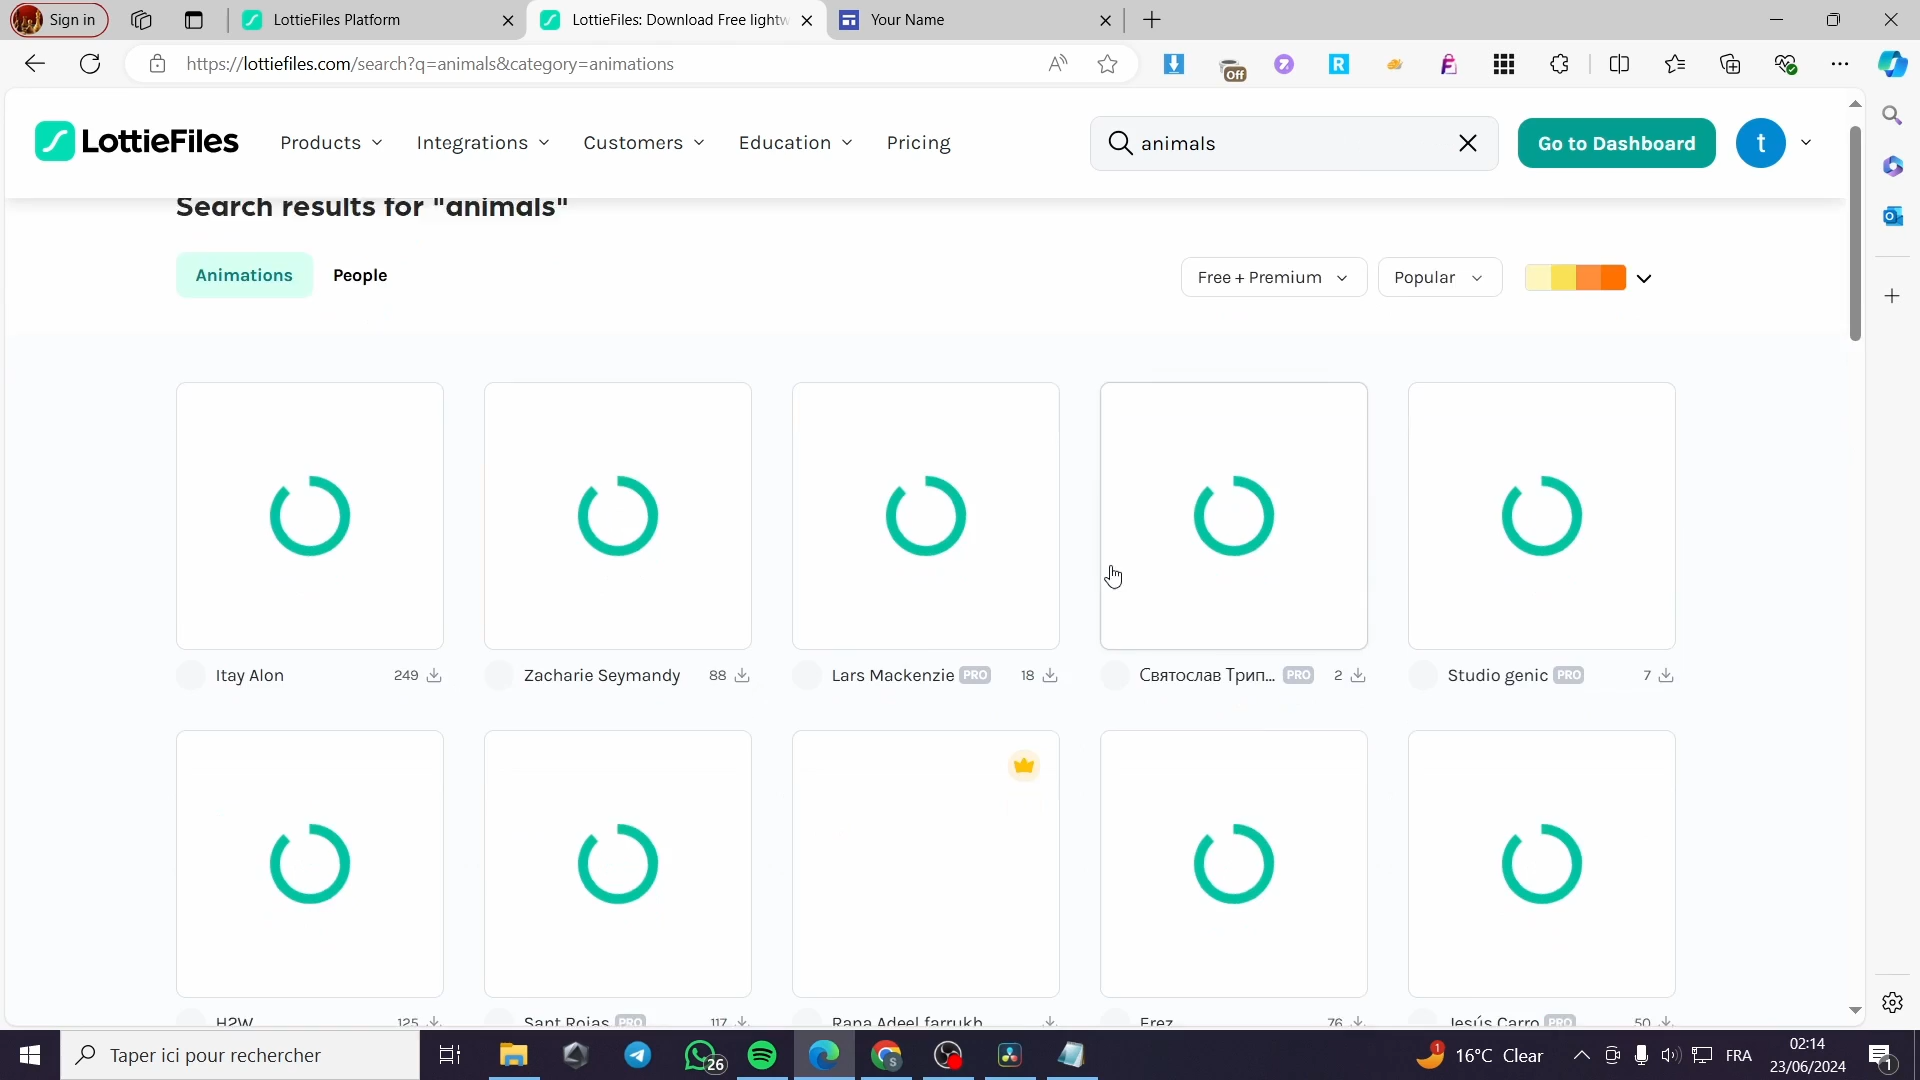 Sign in
LottieFiles Platform
LottieFiles: Download Free lightw
Your Name
https://lottiefiles.com/search?q=animals&category=animations
Off
LottieFiles
Products
Integrations
Customers
Education
Pricing
animals
Go to Dashboard
t
Search results for "animals"
Animations
People
Free + Premium
Popular
Itay Alon
249
Zacharie Seymandy
88
Lars Mackenzie PRO
18
Святослав Трип... PRO
2
Studio genic PRO
7
H2W
125
Sant Rojas PRO
117
Rana Adeel farrukh
Erez
76
Jesús Carro PRO
50
Taper ici pour rechercher
26
1
16°C Clear
FRA
02:14
23/06/2024
1